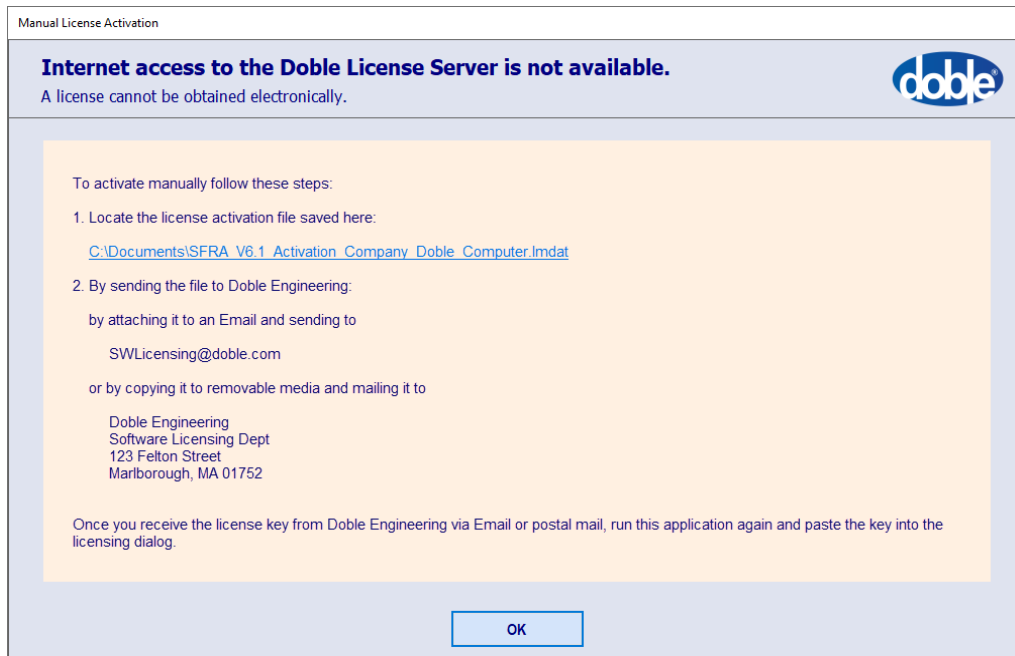 Manual License Activation
Internet access to the Doble License Server is not available.
A license cannot be obtained electronically.
doble®
To activate manually follow these steps:
1. Locate the license activation file saved here:
C:\Documents\SFRA_V6.1_Activation_Company_Doble_Computer.lmdat
2. By sending the file to Doble Engineering:
by attaching it to an Email and sending to
SWLicensing@doble.com
or by copying it to removable media and mailing it to
Doble Engineering
Software Licensing Dept
123 Felton Street
Marlborough, MA 01752
Once you receive the license key from Doble Engineering via Email or postal mail, run this application again and paste the key into the
licensing dialog.
OK